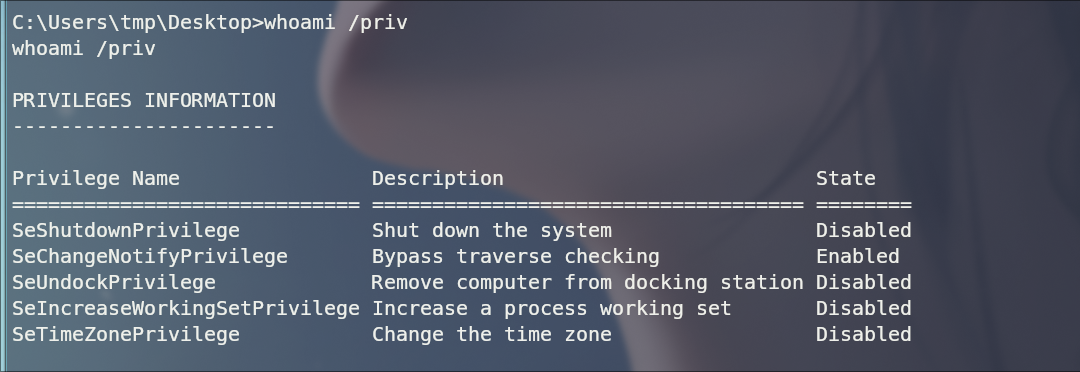 C:\Users\tmp\Desktop>whoami /priv
whoami /priv

PRIVILEGES INFORMATION
----------------------

Privilege Name                Description                          State
============================= ==================================== ========
SeShutdownPrivilege           Shut down the system                 Disabled
SeChangeNotifyPrivilege       Bypass traverse checking             Enabled
SeUndockPrivilege             Remove computer from docking station Disabled
SeIncreaseWorkingSetPrivilege Increase a process working set       Disabled
SeTimeZonePrivilege           Change the time zone                 Disabled